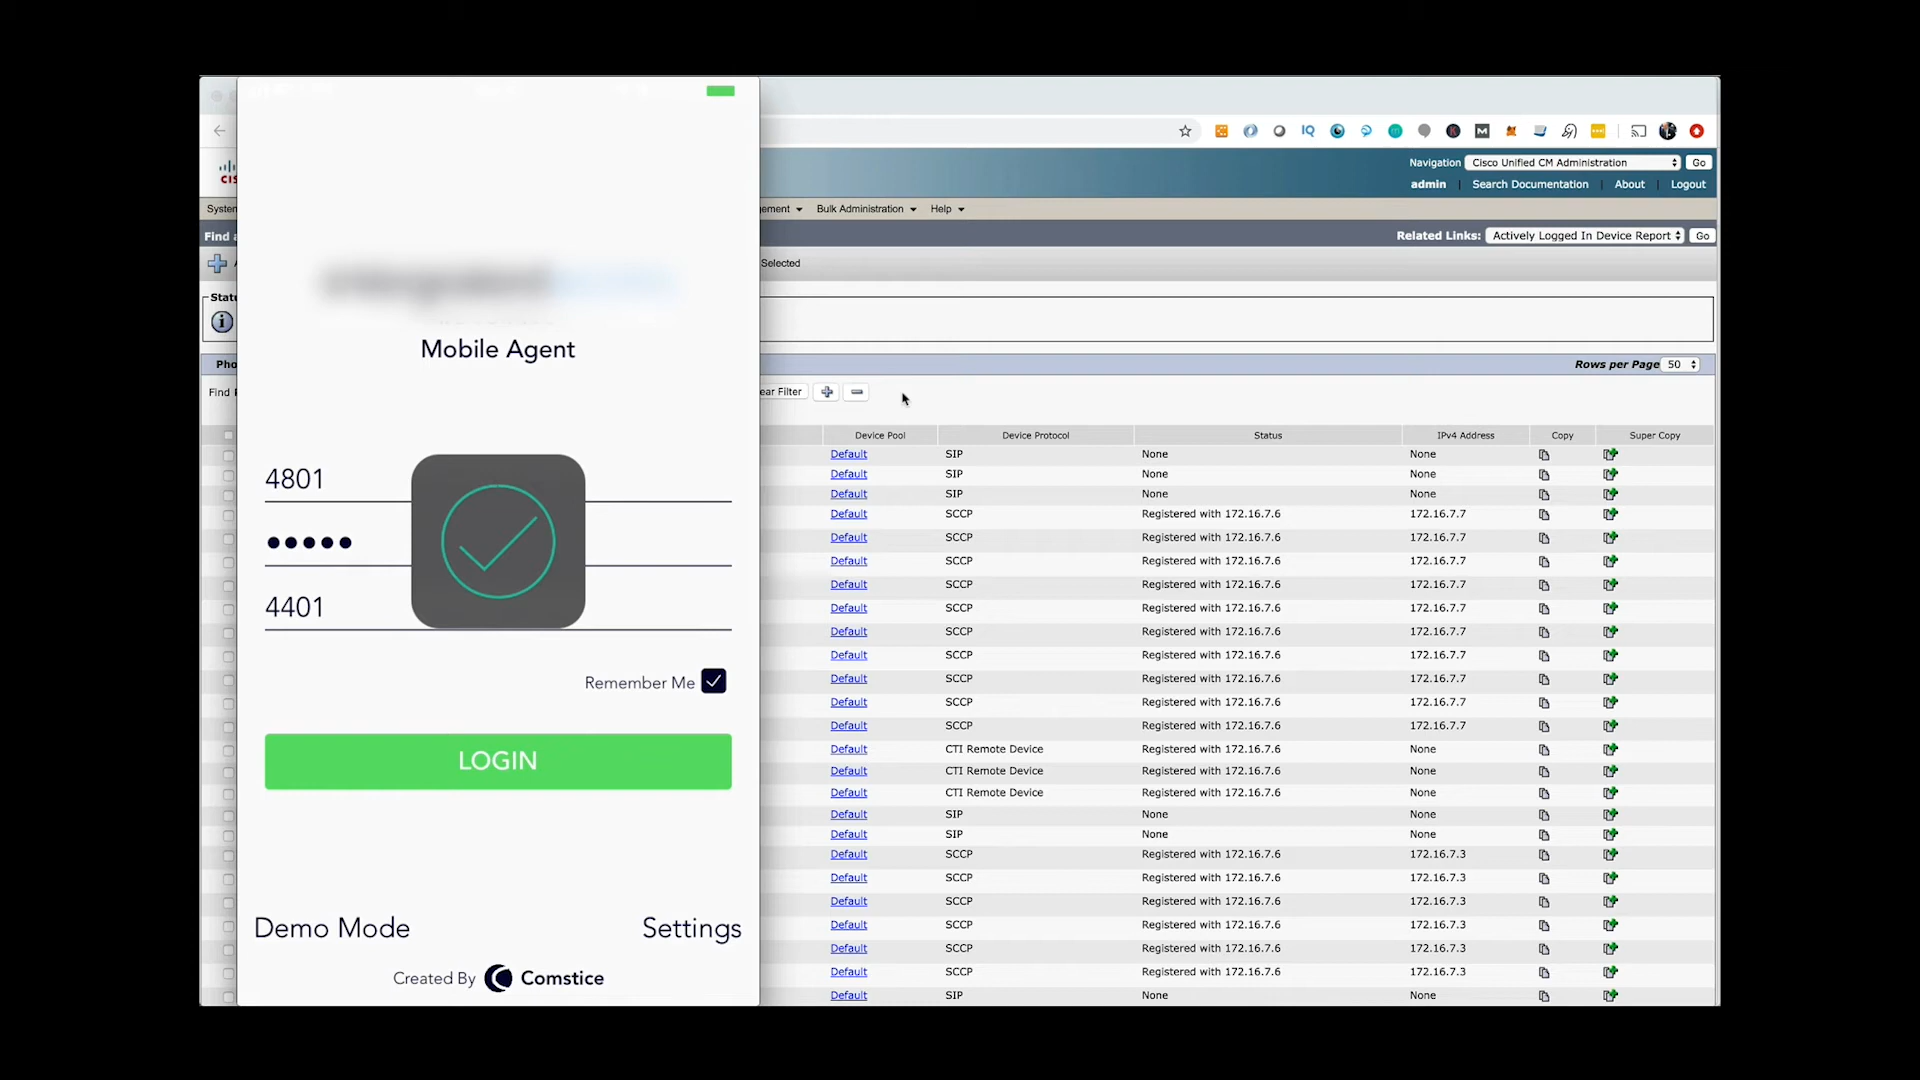 Mobile Agent
4801
4401
Remember Me
LOGIN
Demo Mode
Settings
Created By Comstice
IQ
Navigation Cisco Unified CM Administration Go
admin | Search Documentation | About | Logout
Bulk Administration Help
Find
Related Links: Actively Logged In Device Report Go
Selected
Rows per Page 50
Find
Filter
Device Pool Device Protocol Status IPv4 Address Copy Super Copy
Default SIP None None
Default SIP None None
Default SIP None None
Default SCCP Registered with 172.16.7.6 172.16.7.7
Default SCCP Registered with 172.16.7.6 172.16.7.7
Default SCCP Registered with 172.16.7.6 172.16.7.7
Default SCCP Registered with 172.16.7.6 172.16.7.7
Default SCCP Registered with 172.16.7.6 172.16.7.7
Default SCCP Registered with 172.16.7.6 172.16.7.7
Default SCCP Registered with 172.16.7.6 172.16.7.7
Default SCCP Registered with 172.16.7.6 172.16.7.7
Default SCCP Registered with 172.16.7.6 172.16.7.7
Default SCCP Registered with 172.16.7.6 172.16.7.7
Default CTI Remote Device Registered with 172.16.7.6 None
Default CTI Remote Device Registered with 172.16.7.6 None
Default CTI Remote Device Registered with 172.16.7.6 None
Default SIP None None
Default SIP None None
Default SCCP Registered with 172.16.7.6 172.16.7.3
Default SCCP Registered with 172.16.7.6 172.16.7.3
Default SCCP Registered with 172.16.7.6 172.16.7.3
Default SCCP Registered with 172.16.7.6 172.16.7.3
Default SCCP Registered with 172.16.7.6 172.16.7.3
Default SCCP Registered with 172.16.7.6 172.16.7.3
Default SIP None None